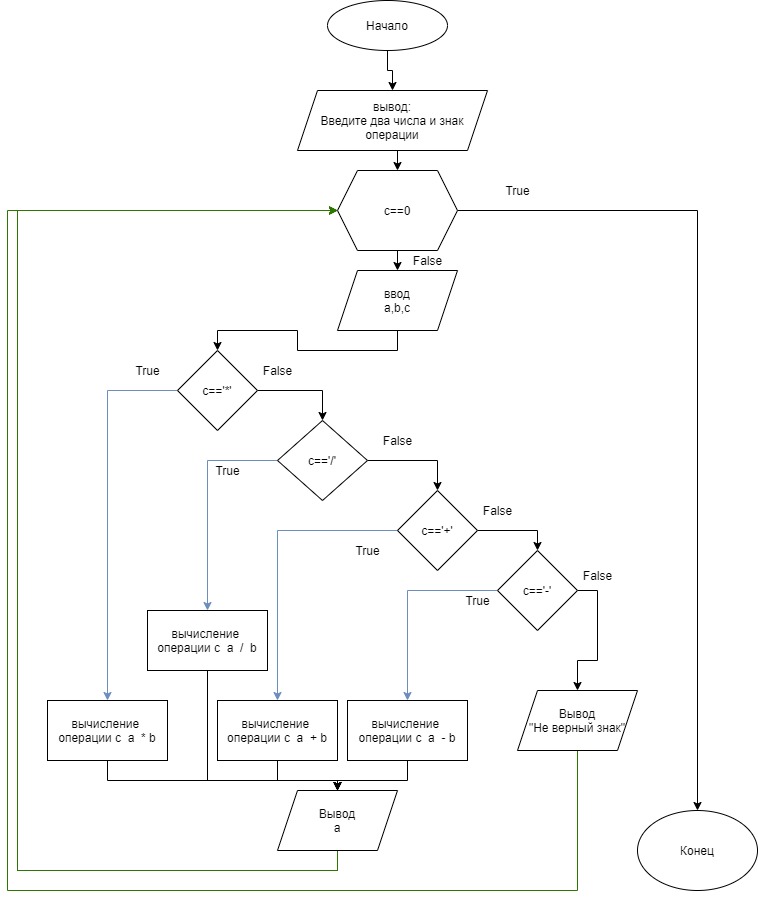 Начало
вывод:
Введите два числа и знак
операции
True
c==0
False
ввод
a,b,c
True
False
c=='*'
False
c=='/'
True
False
c=='+'
True
False
c=='-'
True
вычисление
операции с a / b
вычисление
операции с a * b
вычисление
операции с a + b
вычисление
операции с a - b
Вывод
"Не верный знак"
Вывод
a
Конец